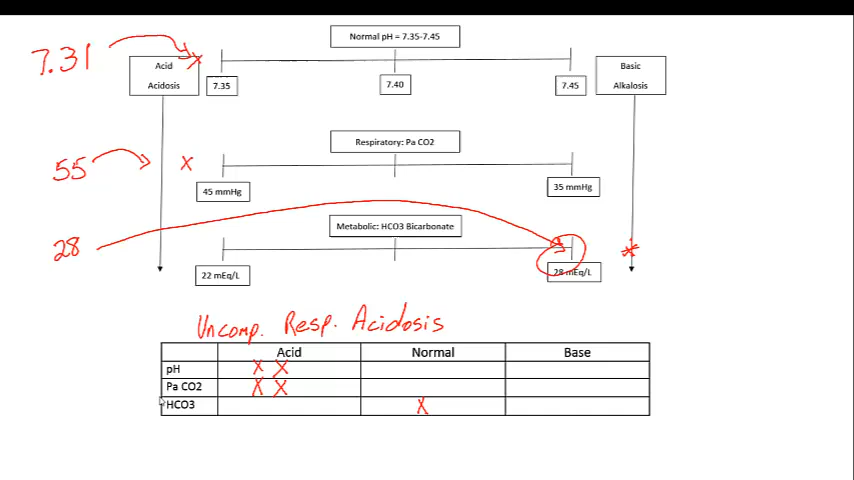 Normal pH = 7.35-7.45
7.31
Acid
Acidosis
Basic
Alkalosis
7.35
7.40
7.45
Respiratory: Pa CO2
55
45 mmHg
35 mmHg
Metabolic: HCO3 Bicarbonate
28
22 mEq/L
28 mEq/L
Uncomp. Resp. Acidosis
Acid Normal Base
pH X X
Pa CO2 X X
HCO3 X